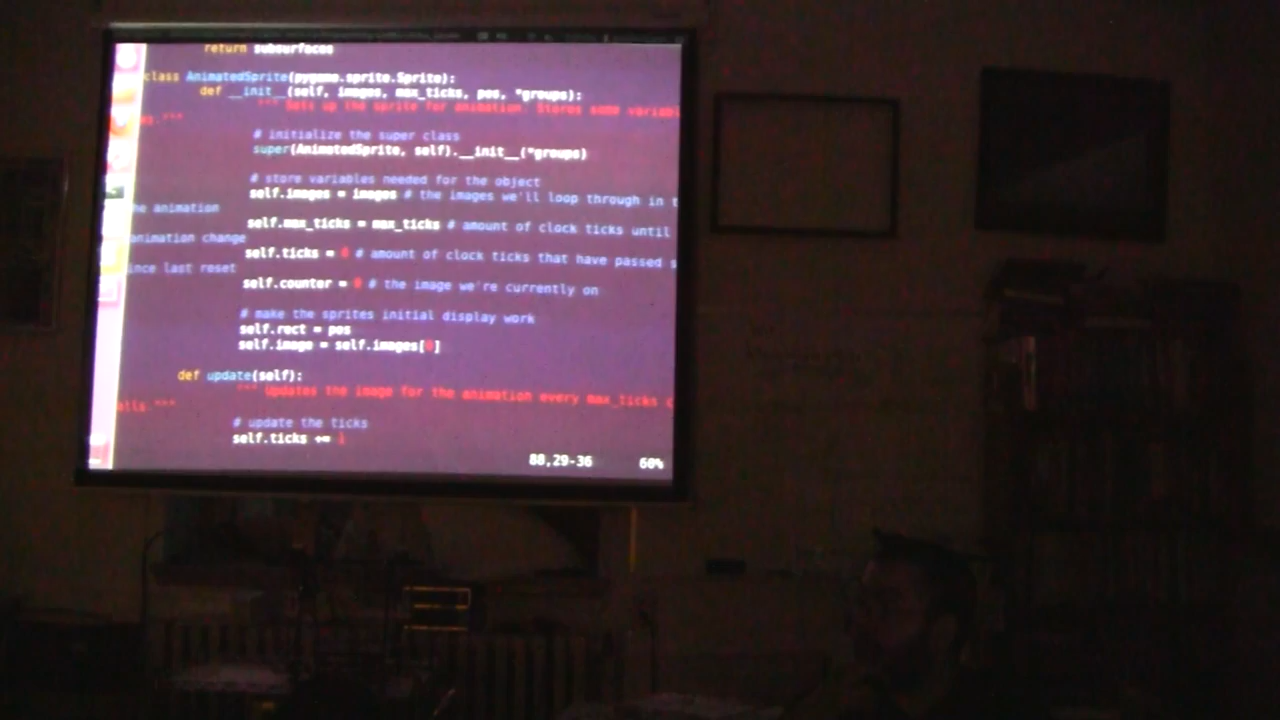 return subsurfaces
class AnimatedSprite(pygame.sprite.Sprite):
def __init__(self, images, max_ticks, pos, *groups):
""" Sets up the sprite for animation. Stores some variabl
es."""
# initialize the super class
super(AnimatedSprite, self).__init__(*groups)
# store variables needed for the object
self.images = images # the images we'll loop through in t
he animation
self.max_ticks = max_ticks # amount of clock ticks until
animation change
self.ticks = 0 # amount of clock ticks that have passed s
ince last reset
self.counter = 0 # the image we're currently on
# make the sprites initial display work
self.rect = pos
self.image = self.images[0]
def update(self):
""" Updates the image for the animation every max_ticks c
alls."""
# update the ticks
self.ticks += 1
88,29-36 60%